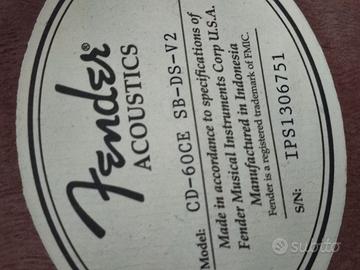 Fender
ACOUSTICS
Model: CD-60CE SB-DS-V2
Made in accordance to specifications of
Fender Musical Instruments Corp U.S.A.
Manufactured in Indonesia
Fender is a registered trademark of FMIC.
S/N: IPS1306751
subito